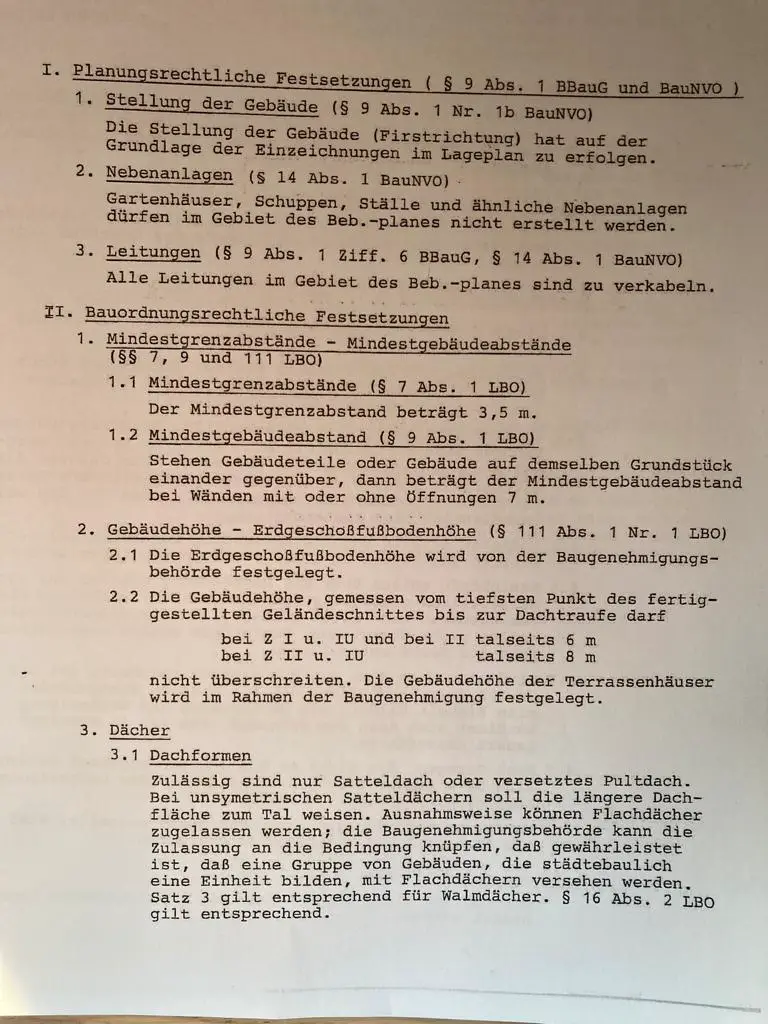 I. Planungsrechtliche Festsetzungen ( § 9 Abs. 1 BBauG und BauNVO )
1. Stellung der Gebäude (§ 9 Abs. 1 Nr. 1b BauNVO)
Die Stellung der Gebäude (Firstrichtung) hat auf der
Grundlage der Einzeichnungen im Lageplan zu erfolgen.
2. Nebenanlagen (§ 14 Abs. 1 BauNVO)
Gartenhäuser, Schuppen, Ställe und ähnliche Nebenanlagen
dürfen im Gebiet des Beb.-planes nicht erstellt werden.
3. Leitungen (§ 9 Abs. 1 Ziff. 6 BBauG, § 14 Abs. 1 BauNVO)
Alle Leitungen im Gebiet des Beb.-planes sind zu verkabeln.
II. Bauordnungsrechtliche Festsetzungen
1. Mindestgrenzabstände - Mindestgebäudeabstände
(§§ 7, 9 und 111 LBO)
1.1 Mindestgrenzabstände (§ 7 Abs. 1 LBO)
Der Mindestgrenzabstand beträgt 3,5 m.
1.2 Mindestgebäudeabstand (§ 9 Abs. 1 LBO)
Stehen Gebäudeteile oder Gebäude auf demselben Grundstück
einander gegenüber, dann beträgt der Mindestgebäudeabstand
bei Wänden mit oder ohne Öffnungen 7 m.
2. Gebäudehöhe - Erdgeschoßfußbodenhöhe (§ 111 Abs. 1 Nr. 1 LBO)
2.1 Die Erdgeschoßfußbodenhöhe wird von der Baugenehmigungs-
behörde festgelegt.
2.2 Die Gebäudehöhe, gemessen vom tiefsten Punkt des fertig-
gestellten Geländeschnittes bis zur Dachtraufe darf
bei Z I u. IU und bei II talseits 6 m
bei Z II u. IU talseits 8 m
nicht überschreiten. Die Gebäudehöhe der Terrassenhäuser
wird im Rahmen der Baugenehmigung festgelegt.
3. Dächer
3.1 Dachformen
Zulässig sind nur Satteldach oder versetztes Pultdach.
Bei unsymetrischen Satteldächern soll die längere Dach-
fläche zum Tal weisen. Ausnahmsweise können Flachdächer
zugelassen werden; die Baugenehmigungsbehörde kann die
Zulassung an die Bedingung knüpfen, daß gewährleistet
ist, daß eine Gruppe von Gebäuden, die städtebaulich
eine Einheit bilden, mit Flachdächern versehen werden.
Satz 3 gilt entsprechend für Walmdächer. § 16 Abs. 2 LBO
gilt entsprechend.